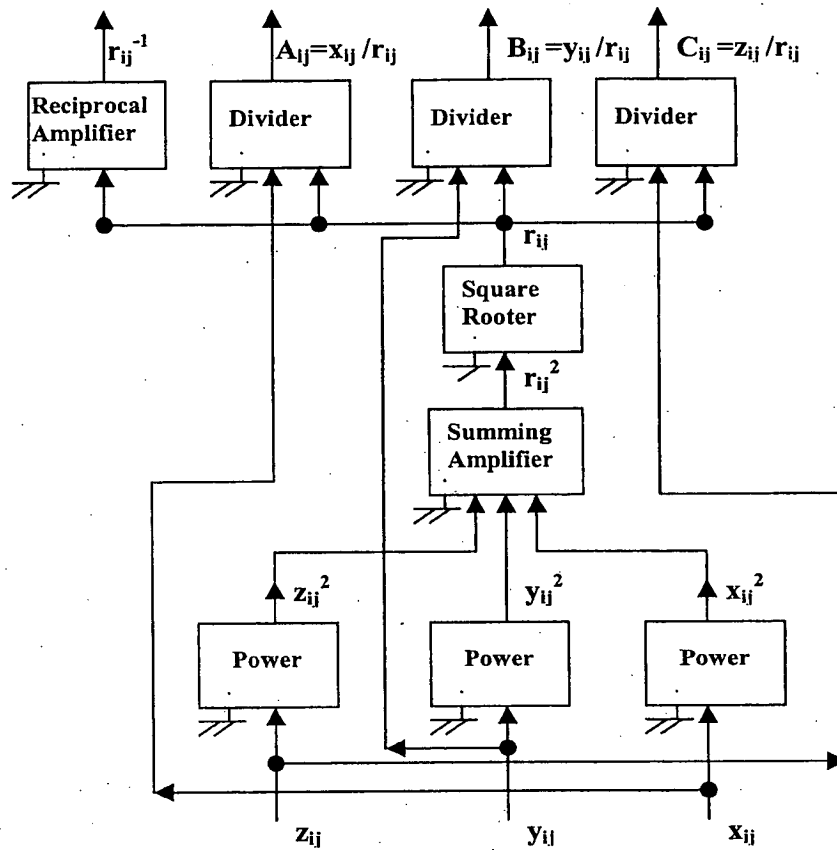 r_ij^-1
A_ij=x_ij/r_ij
B_ij=y_ij/r_ij
C_ij=z_ij/r_ij
Reciprocal
Amplifier
Divider
Divider
Divider
r_ij
Square
Rooter
r_ij^2
Summing
Amplifier
z_ij^2
y_ij^2
x_ij^2
Power
Power
Power
z_ij
y_ij
x_ij